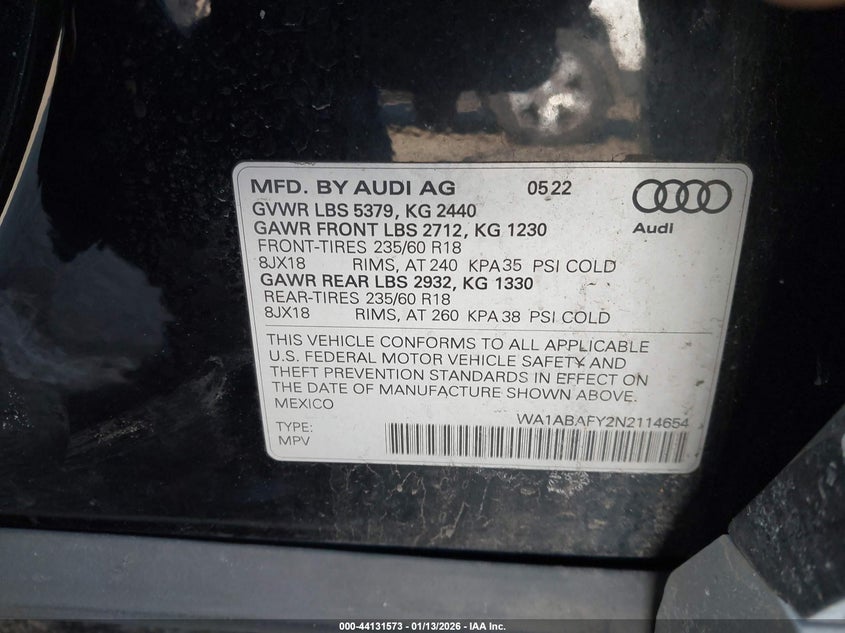 MFD. BY AUDI AG 0522
GVWR LBS 5379, KG 2440
GAWR FRONT LBS 2712, KG 1230
Audi
FRONT-TIRES 235/60 R18
8JX18 RIMS, AT 240 KPA35 PSI COLD
GAWR REAR LBS 2932, KG 1330
REAR-TIRES 235/60 R18
8JX18 RIMS, AT 260 KPA 38 PSI COLD
THIS VEHICLE CONFORMS TO ALL APPLICABLE
U.S. FEDERAL MOTOR VEHICLE SAFETY AND
THEFT PREVENTION STANDARDS IN EFFECT ON
THE DATE OF MANUFACTURE SHOWN ABOVE.
MEXICO
WA1ABAFY2N2114654
TYPE:
MPV
000-44131573 - 01/13/2026 - IAA Inc.